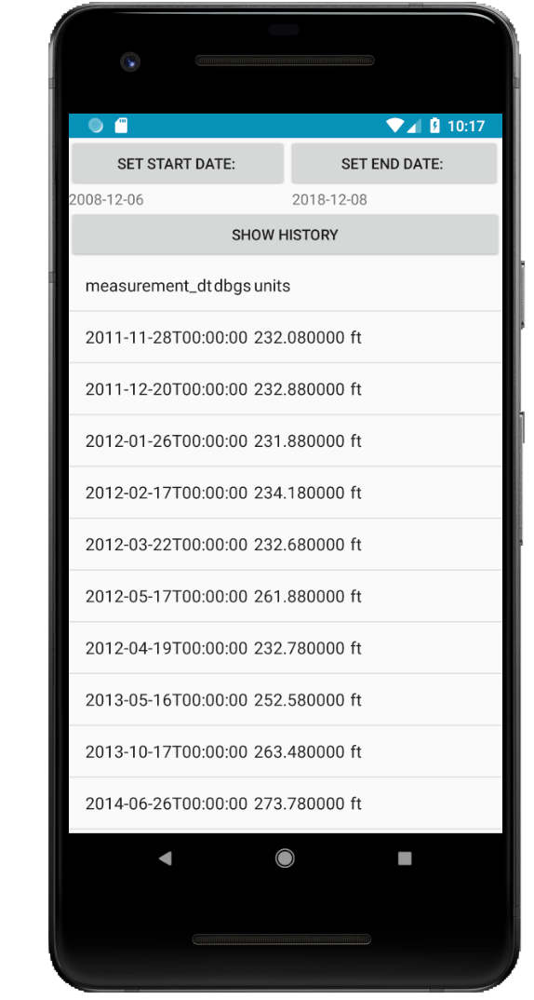 10:17
SET START DATE: SET END DATE:
2008-12-06 2018-12-08
SHOW HISTORY
measurement_dt dbgs units
2011-11-28T00:00:00 232.080000 ft
2011-12-20T00:00:00 232.880000 ft
2012-01-26T00:00:00 231.880000 ft
2012-02-17T00:00:00 234.180000 ft
2012-03-22T00:00:00 232.680000 ft
2012-05-17T00:00:00 261.880000 ft
2012-04-19T00:00:00 232.780000 ft
2013-05-16T00:00:00 252.580000 ft
2013-10-17T00:00:00 263.480000 ft
2014-06-26T00:00:00 273.780000 ft